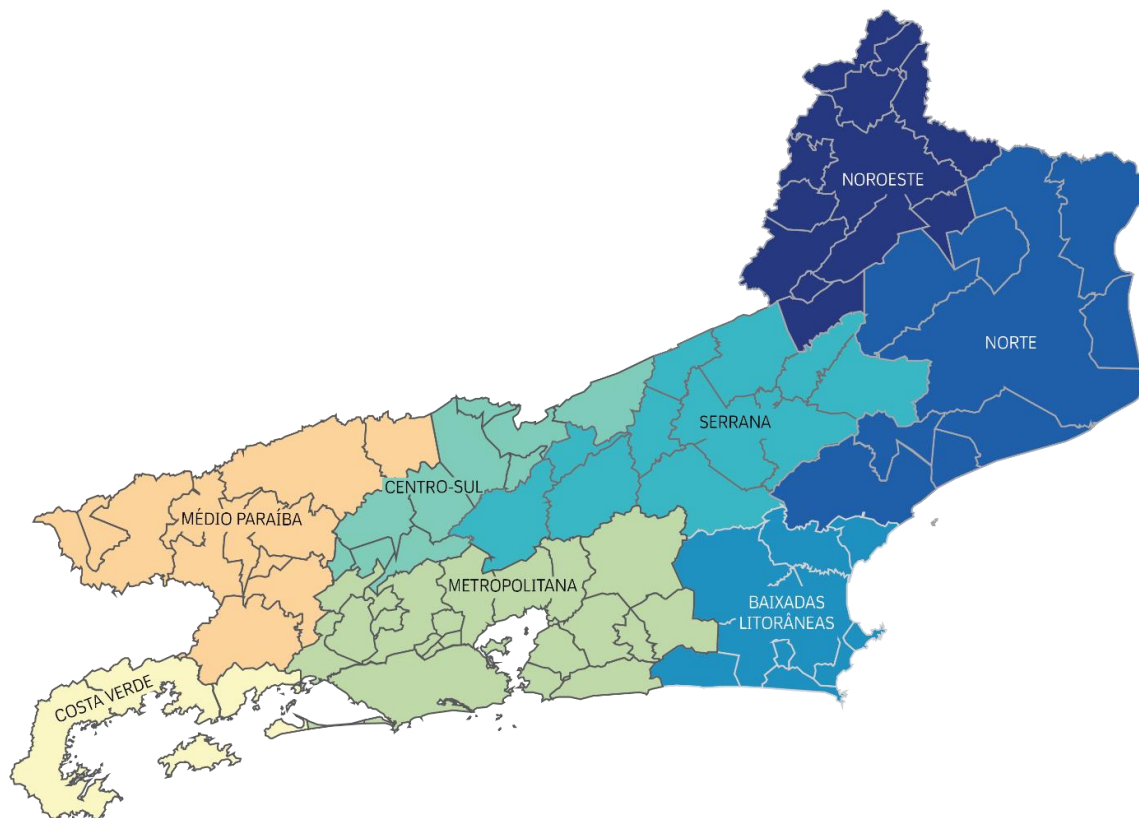 NOROESTE
NORTE
SERRANA
CENTRO-SUL
MÉDIO PARAÍBA
METROPOLITANA
BAIXADAS
LITORÂNEAS
COSTA VERDE